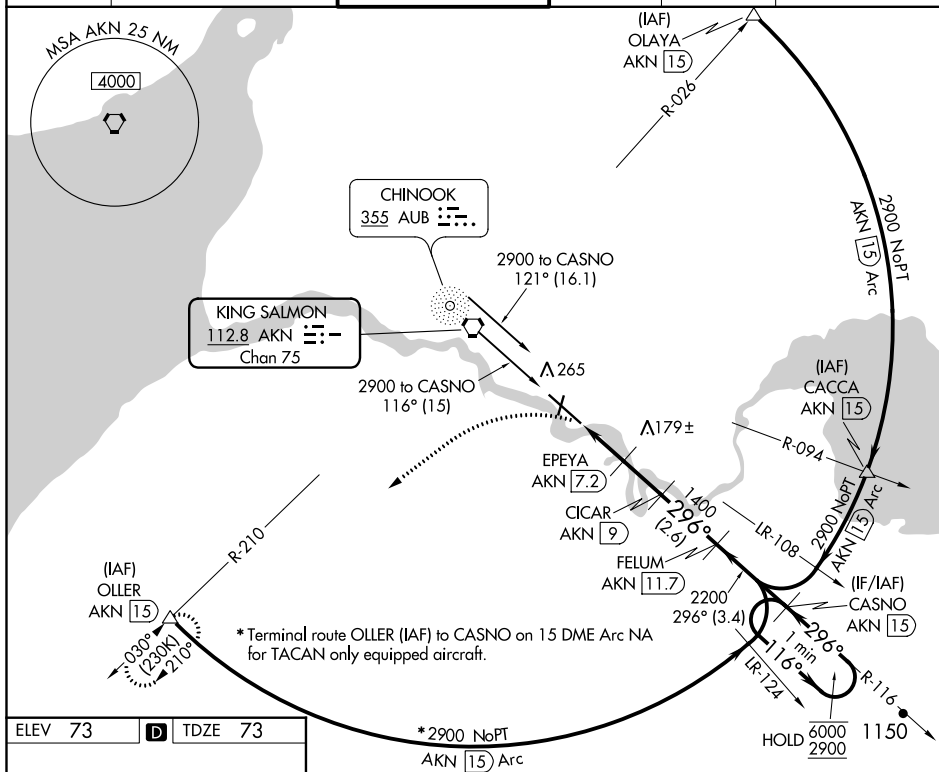 MSA AKN 25 NM
4000
(IAF)
OLAYA
AKN 15
R-026
2900 NoPT
AKN 15 Arc
CHINOOK
355 AUB
2900 to CASNO
121° (16.1)
KING SALMON
112.8 AKN
Chan 75
2900 to CASNO
116° (15)
265
179±
(IAF)
CACCA
AKN 15
R-094
EPEYA
AKN 7.2
CICAR
AKN 9
1400
296°
(2.6)
LR-108
2900 NoPT
AKN 15 Arc
FELUM
AKN 11.7
2200
296° (3.4)
(IF/IAF)
CASNO
AKN 15
R-210
(IAF)
OLLER
AKN 15
030°
(230K)
210°
* Terminal route OLLER (IAF) to CASNO on 15 DME Arc NA
for TACAN only equipped aircraft.
296°
1 min
116°
LR-124
R-116
HOLD 6000
2900
1150
*2900 NoPT
AKN 15 Arc
ELEV 73 D TDZE 73